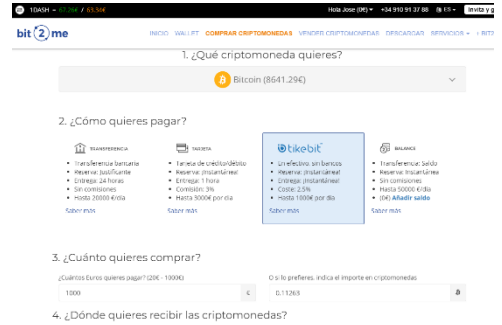 1DASH = 67.28€ / 63.36€ Hola Jose (0€) +34 910 91 37 88 ES Invita y g
bit2me INICIO WALLET COMPRAR CRIPTOMONEDAS VENDER CRIPTOMONEDAS DESCARGAR SERVICIOS + BIT2
1. ¿Qué criptomoneda quieres?
Bitcoin (8641.29€)
2. ¿Cómo quieres pagar?
TRANSFERENCIA
Transferencia bancaria
Reserva: Justificante
Entrega: 24 horas
Sin comisiones
Hasta 20000 €/día
Saber más
TARJETA
Tarjeta de crédito/débito
Reserva: ¡Instantánea!
Entrega: 1 hora
Comisión: 3%
Hasta 3000€ por día
Saber más
tikebit
En efectivo: sin bancos
Reserva: ¡Instantánea!
Entrega: ¡Instantánea!
Coste: 2.5%
Hasta 1000€ por día
Saber más
BALANCE
Transferencia: Saldo
Reserva: Instantánea
Sin comisiones
Hasta 50000 €/día
(0€) Añadir saldo
Saber más
3. ¿Cuánto quieres comprar?
¿Cuántos Euros quieres pagar? (20€ - 1000€)
1000 €
O si lo prefieres, indica el importe en criptomonedas
0.11263 ₿
4. ¿Dónde quieres recibir las criptomonedas?